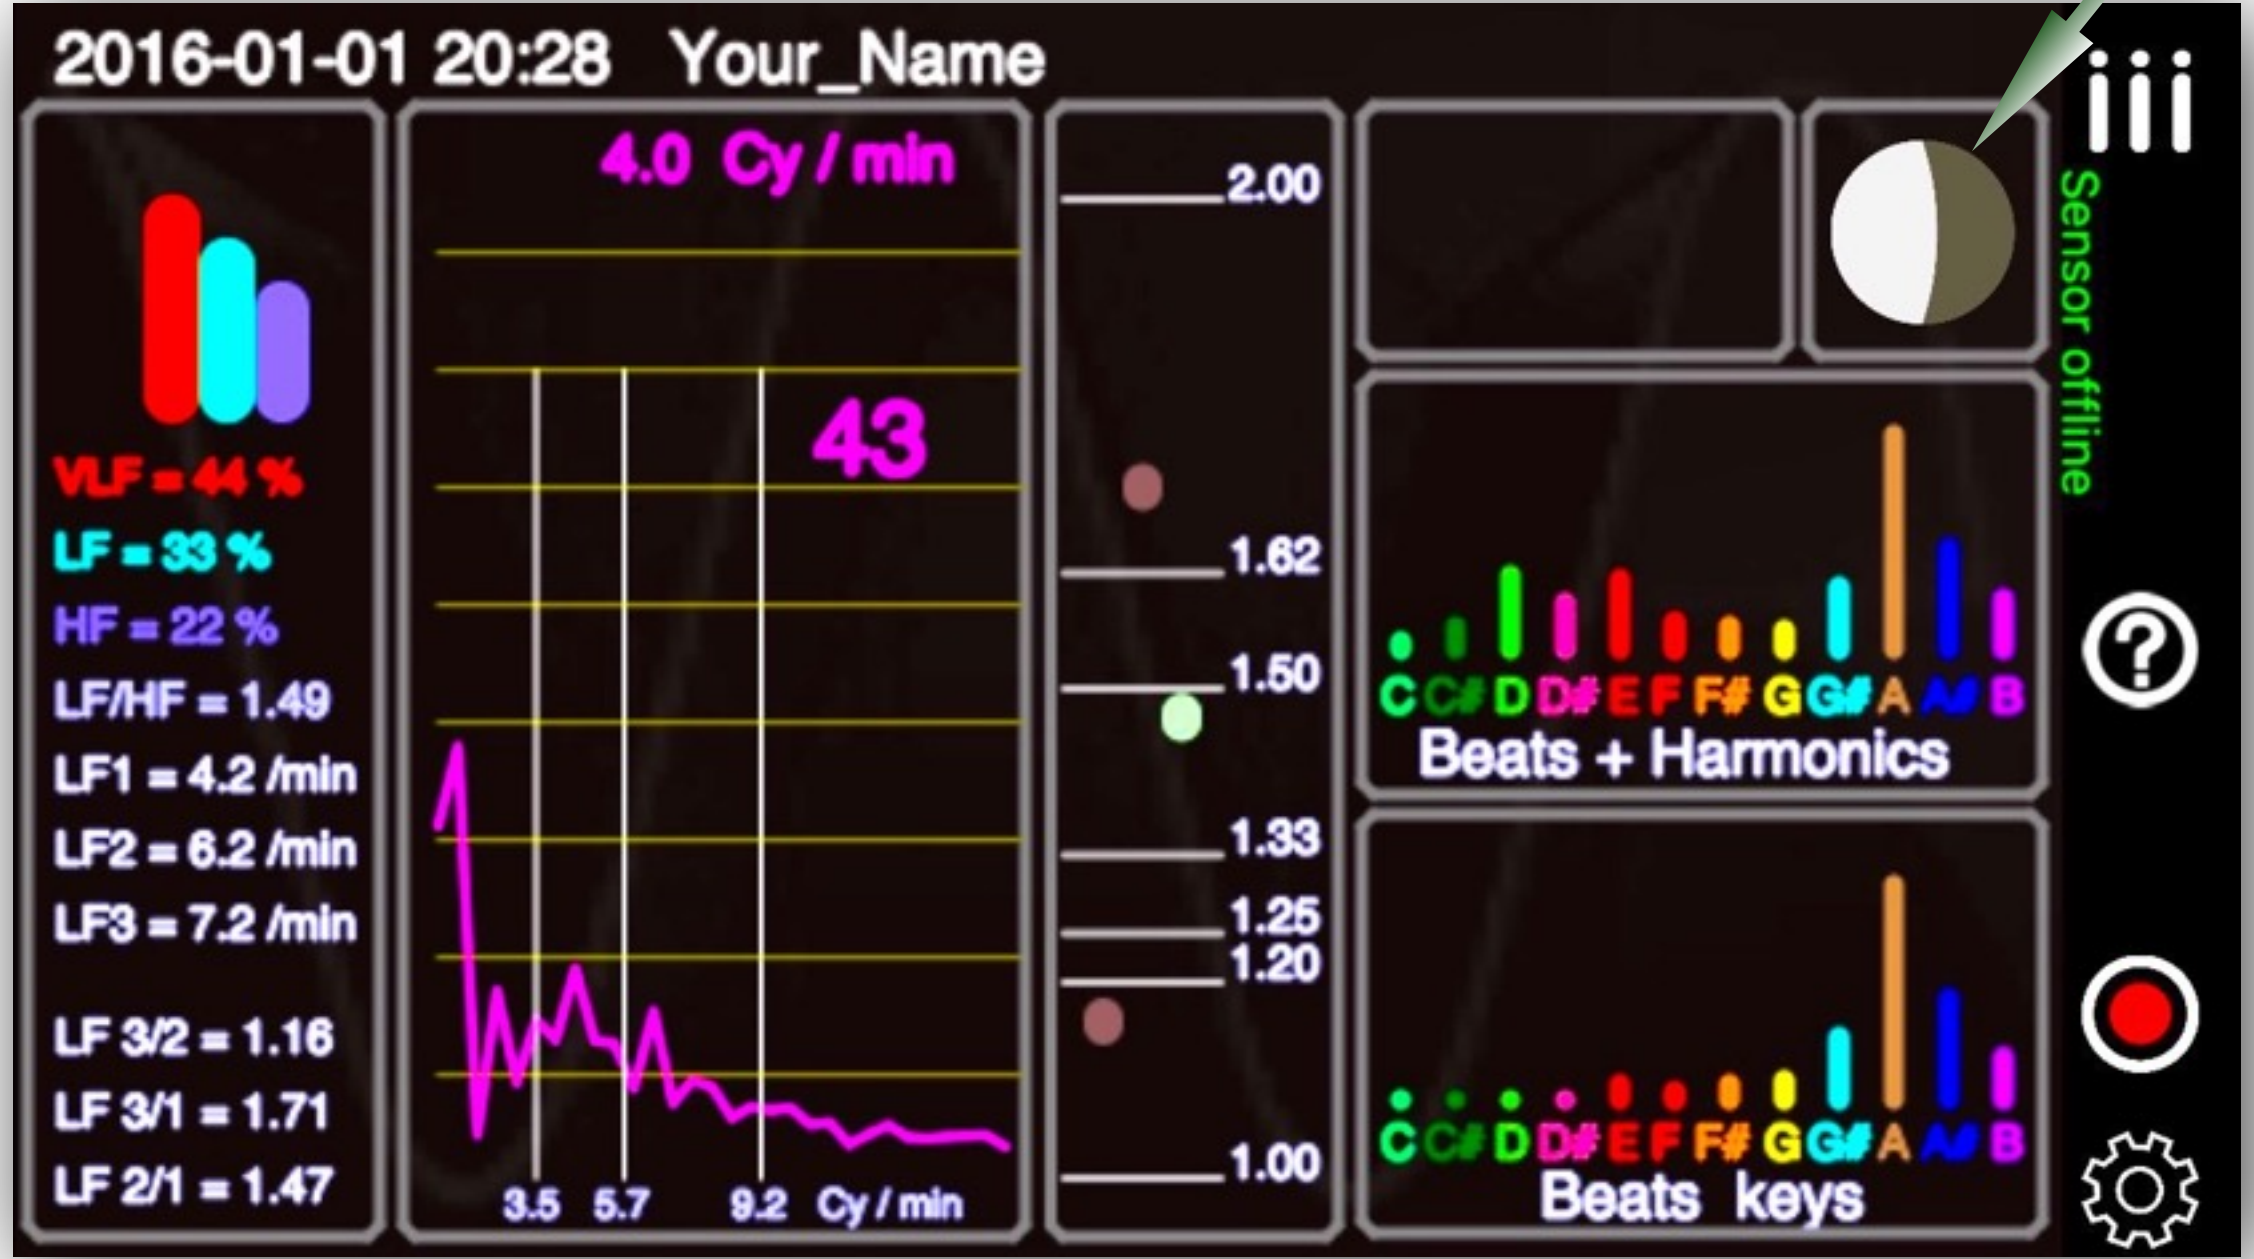 2016-01-01 20:28 Your_Name
VLF = 44 %
LF = 33 %
HF = 22 %
LF/HF = 1.49
LF1 = 4.2 /min
LF2 = 6.2 /min
LF3 = 7.2 /min
LF 3/2 = 1.16
LF 3/1 = 1.71
LF 2/1 = 1.47
4.0 Cy / min
43
3.5 5.7 9.2 Cy / min
2.00
1.62
1.50
1.33
1.25
1.20
1.00
C C# D D# E F F# G G# A A# B
Beats + Harmonics
C C# D D# E F F# G G# A A# B
Beats keys
iii
Sensor offline
?